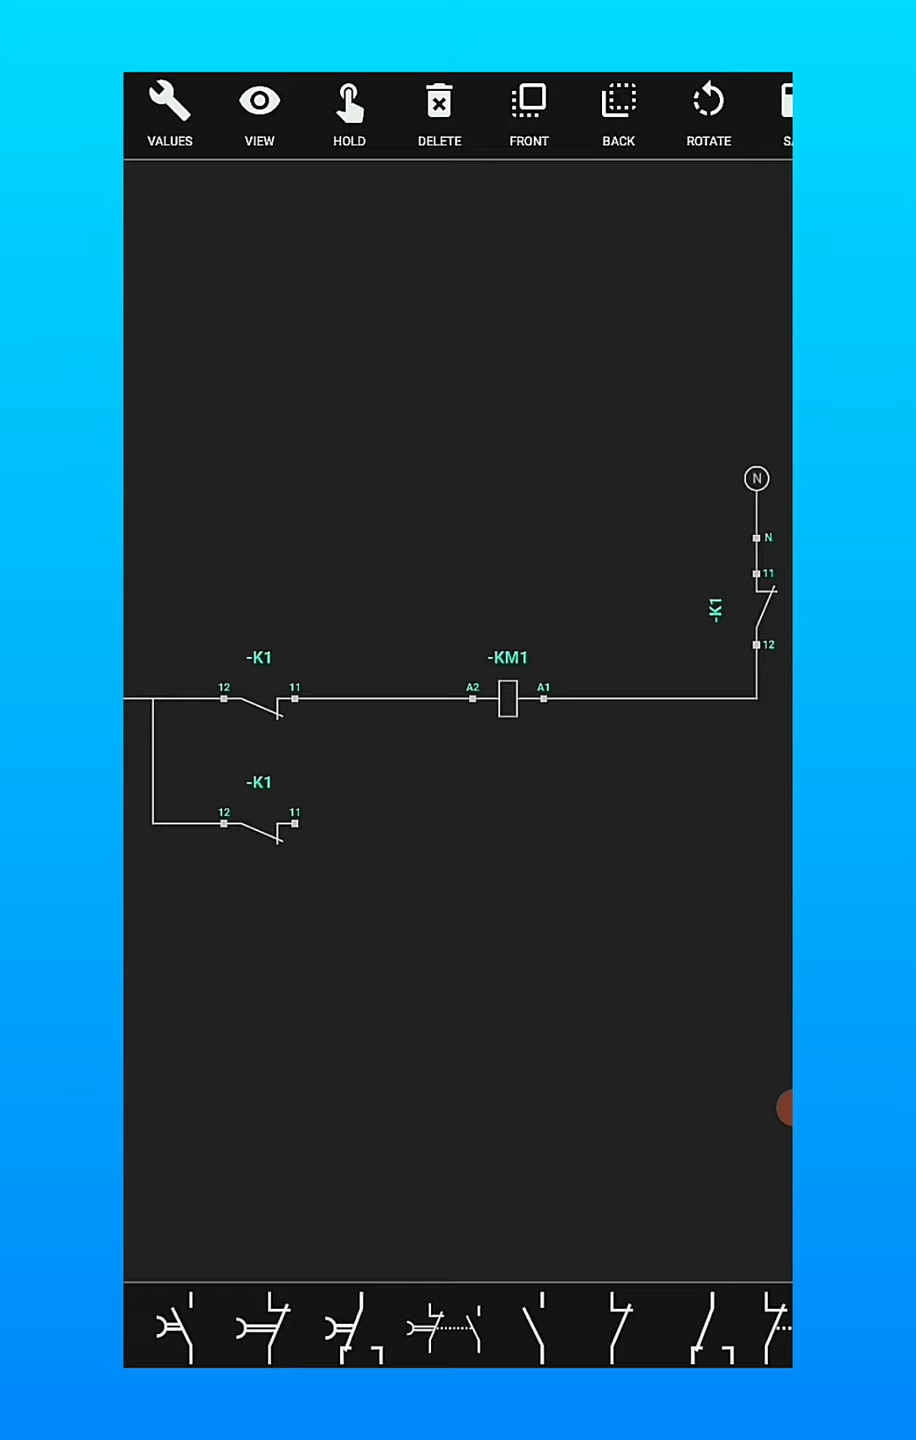 VALUES VIEW HOLD DELETE FRONT BACK ROTATE
N
N
11
-K1
12
-K1 -KM1
12 11 A2 A1
-K1
12 11